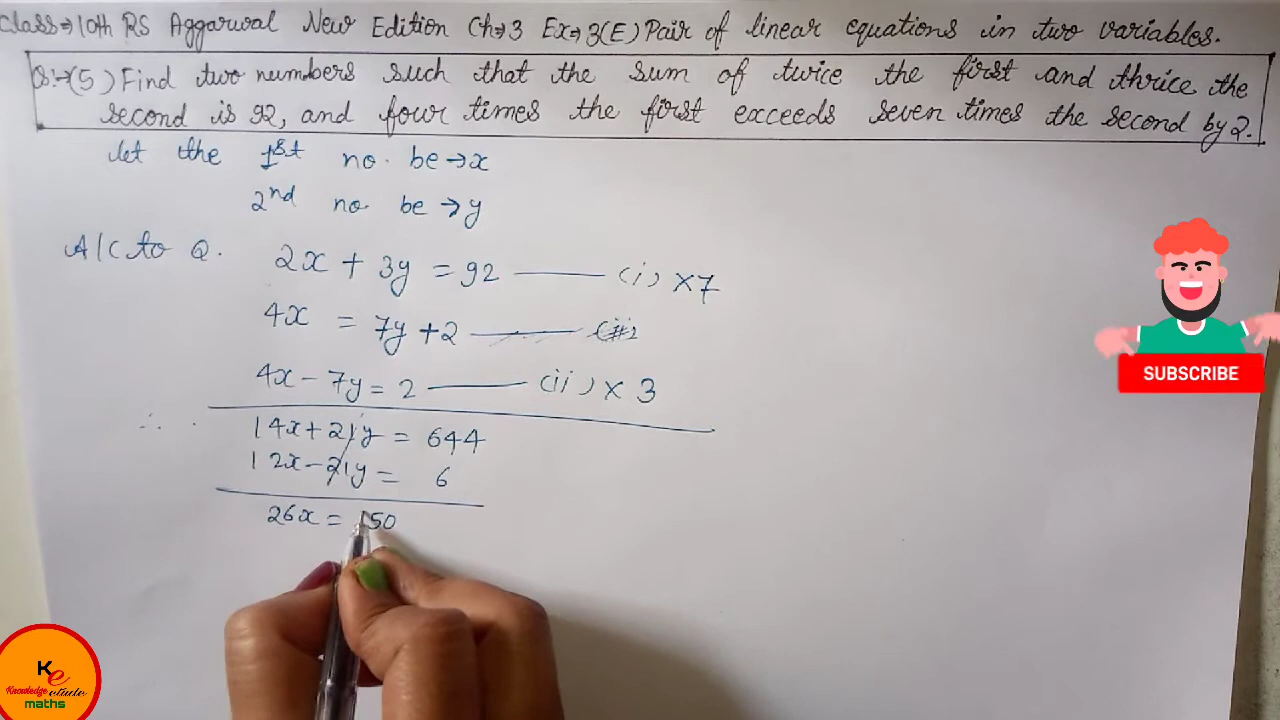 Class→10th RS Aggarwal New Edition Ch→3 Ex→3(E) Pair of linear equations in two variables.
Q:→(5) Find two numbers such that the sum of twice the first and thrice the
second is 92, and four times the first exceeds seven times the second by 2.
let the 1st no. be→x
2nd no. be→y
A/C to Q. 2x + 3y = 92 —— (i) ×7
4x = 7y + 2 ——
4x - 7y = 2 —— (ii) × 3
SUBSCRIBE
∴ 14x + 21y = 644
12x - 21y = 6
26x = 50
Ke
Knowledge etude
maths